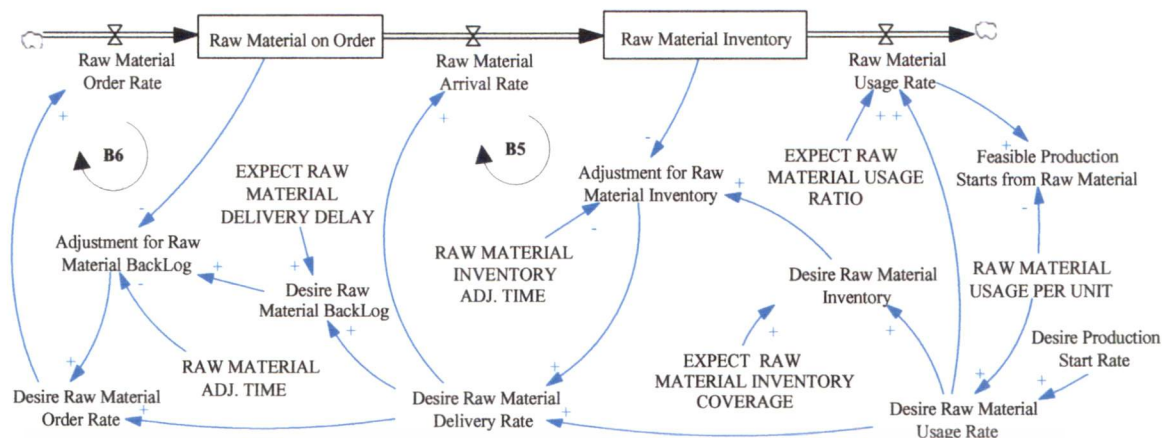 Raw Material on Order
Raw Material Inventory
Raw Material
Order Rate
Raw Material
Arrival Rate
Raw Material
Usage Rate
+
+
+ +
B6
B5
-
+
EXPECT RAW
MATERIAL
DELIVERY DELAY
Adjustment for Raw
Material Inventory
+
EXPECT RAW
MATERIAL USAGE
RATIO
Feasible Production
Starts from Raw Material
-
-
-
Adjustment for Raw
Material BackLog
-
+
+
RAW MATERIAL
INVENTORY
ADJ. TIME
Desire Raw
Material BackLog
Desire Raw Material
Inventory
RAW MATERIAL
USAGE PER UNIT
+
+
+
Desire Production
Start Rate
RAW MATERIAL
ADJ. TIME
EXPECT RAW
MATERIAL INVENTORY
COVERAGE
+
+
+
+
Desire Raw Material
Order Rate
+
Desire Raw Material
Delivery Rate
+
Desire Raw Material
Usage Rate